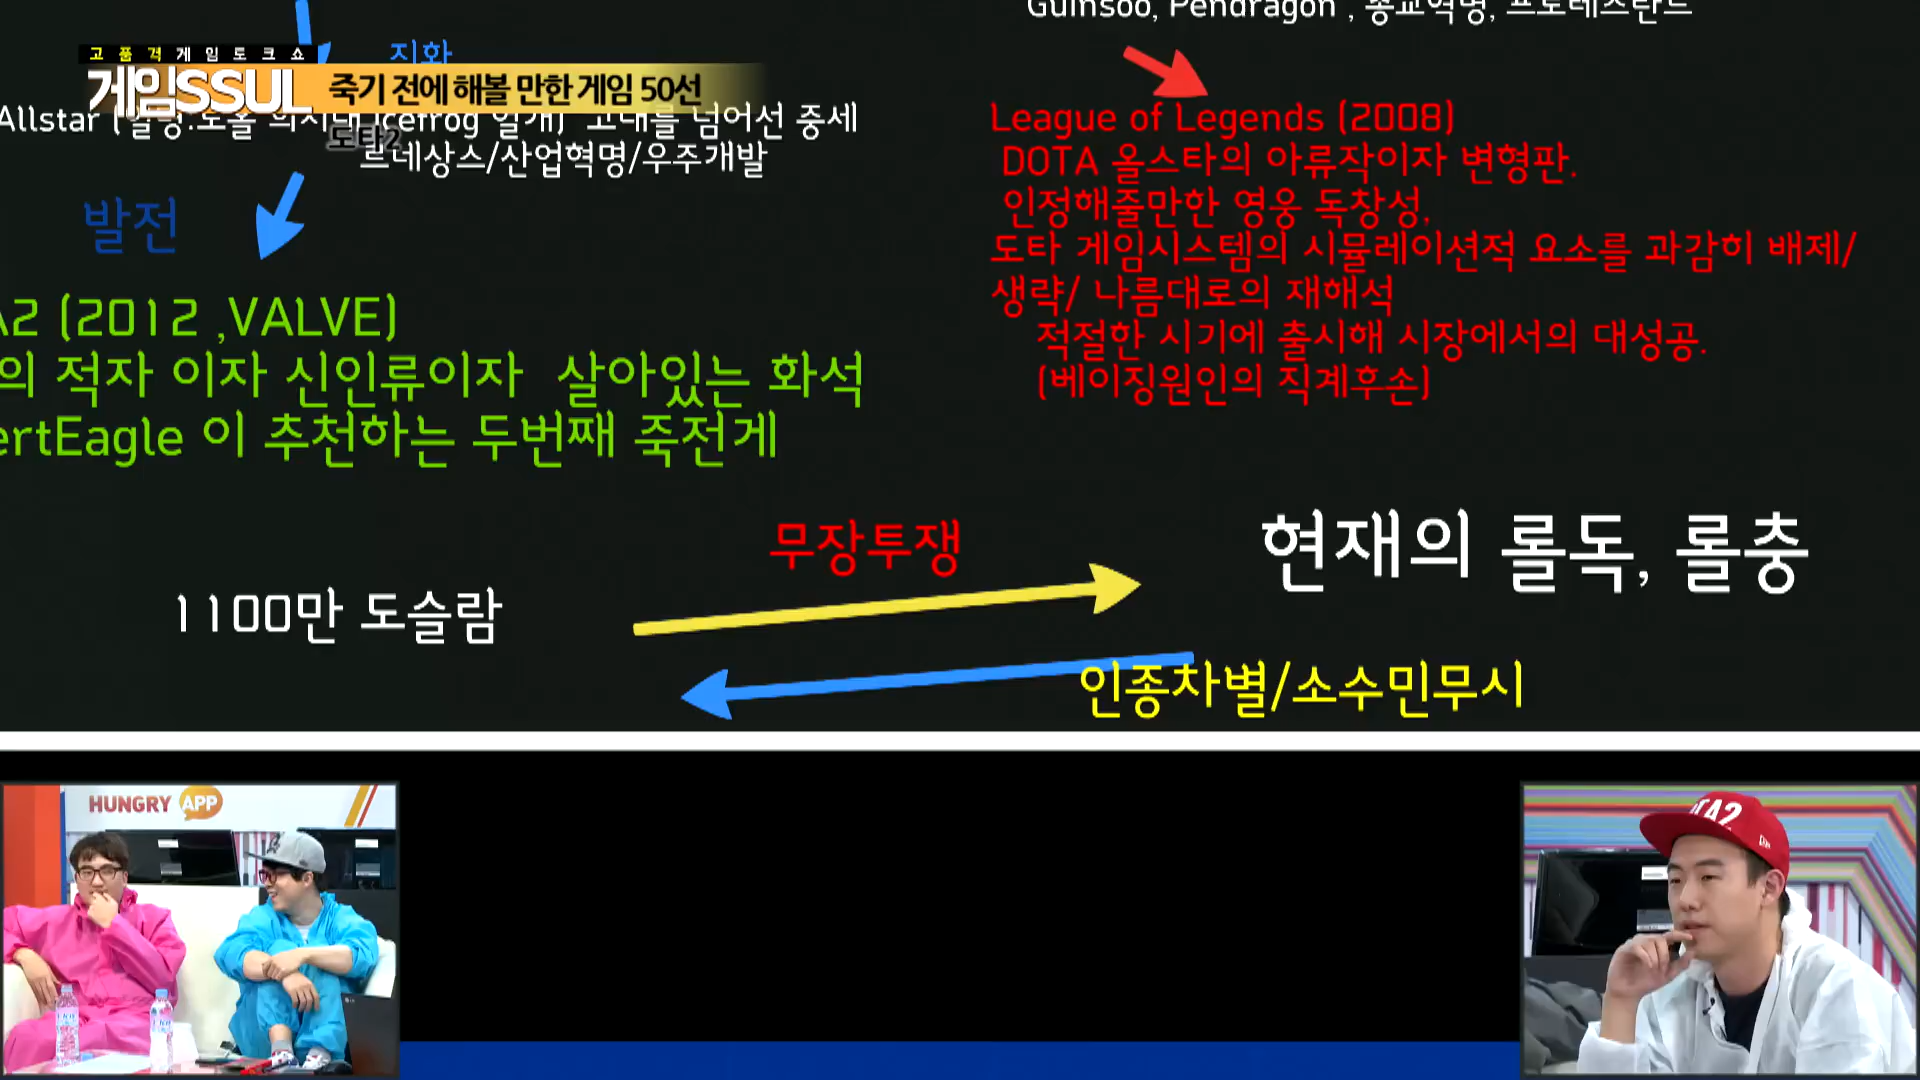 Guinsoo, Pendragon , 종교혁명, 프로테스탄트
고품격게임토크쇼
진화
게임SSUL 죽기 전에 해볼 만한 게임 50선
도타2
Allstar
Icefrog 일개) 고대를 넘어선 중세
르네상스/산업혁명/우주개발
발전
A2 (2012 ,VALVE)
의 적자 이자 신인류이자 살아있는 화석
ertEagle 이 추천하는 두번째 죽전게
League of Legends (2008)
DOTA 올스타의 아류작이자 변형판.
인정해줄만한 영웅 독창성,
도타 게임시스템의 시뮬레이션적 요소를 과감히 배제/
생략/ 나름대로의 재해석
적절한 시기에 출시해 시장에서의 대성공.
(베이징원인의 직계후손)
무장투쟁
현재의 롤독, 롤충
1100만 도슬람
인종차별/소수민무시
HUNGRY APP